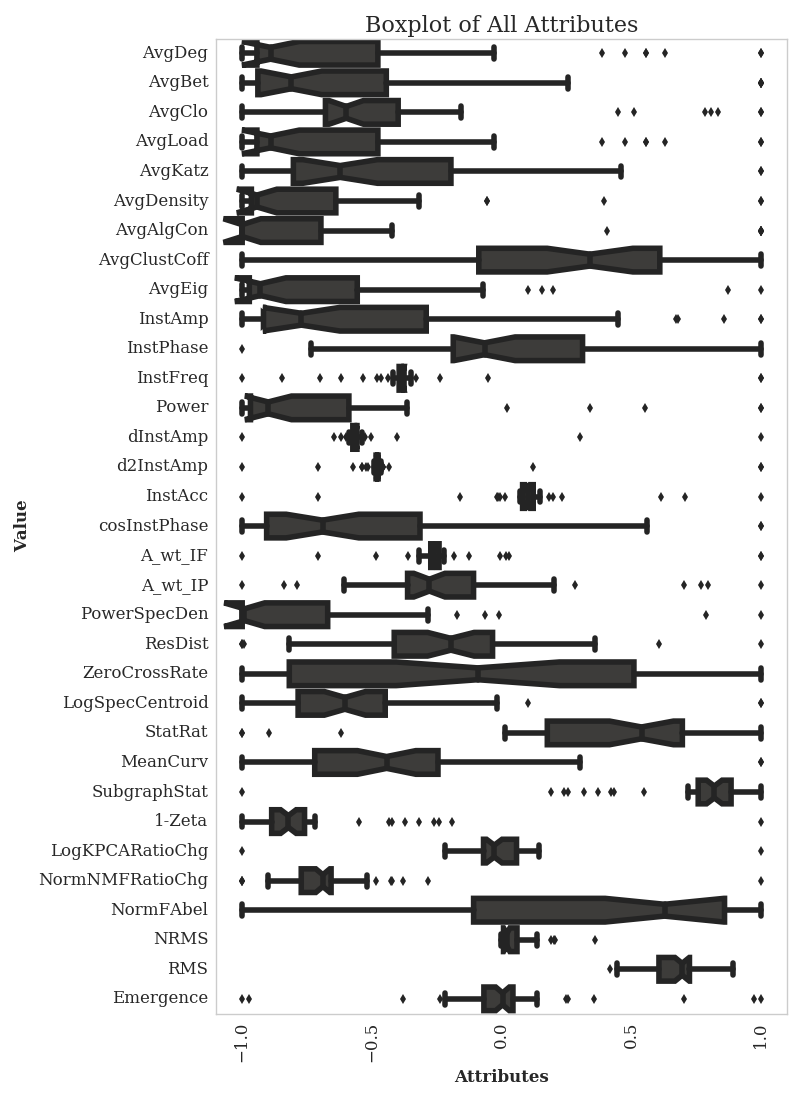 Boxplot of All Attributes
AvgDeg
AvgBet
AvgClo
AvgLoad
AvgKatz
AvgDensity
AvgAlgCon
AvgClustCoff
AvgEig
InstAmp
InstPhase
InstFreq
Power
dInstAmp
d2InstAmp
InstAcc
cosInstPhase
A_wt_IF
A_wt_IP
PowerSpecDen
ResDist
ZeroCrossRate
LogSpecCentroid
StatRat
MeanCurv
SubgraphStat
1-Zeta
LogKPCARatioChg
NormNMFRatioChg
NormFAbel
NRMS
RMS
Emergence
Value
−1.0
−0.5
0.0
0.5
1.0
Attributes